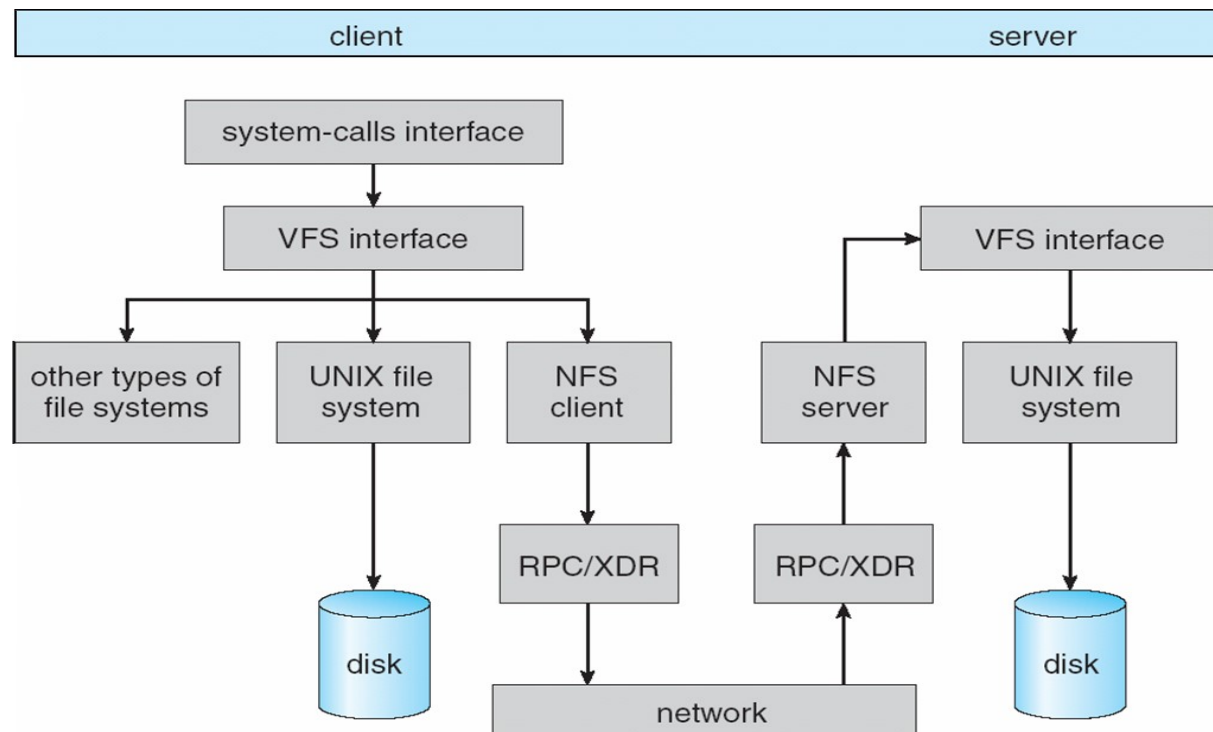 client
server
system-calls interface
VFS interface
VFS interface
other types of
file systems
UNIX file
system
NFS
client
NFS
server
UNIX file
system
RPC/XDR
RPC/XDR
disk
disk
network